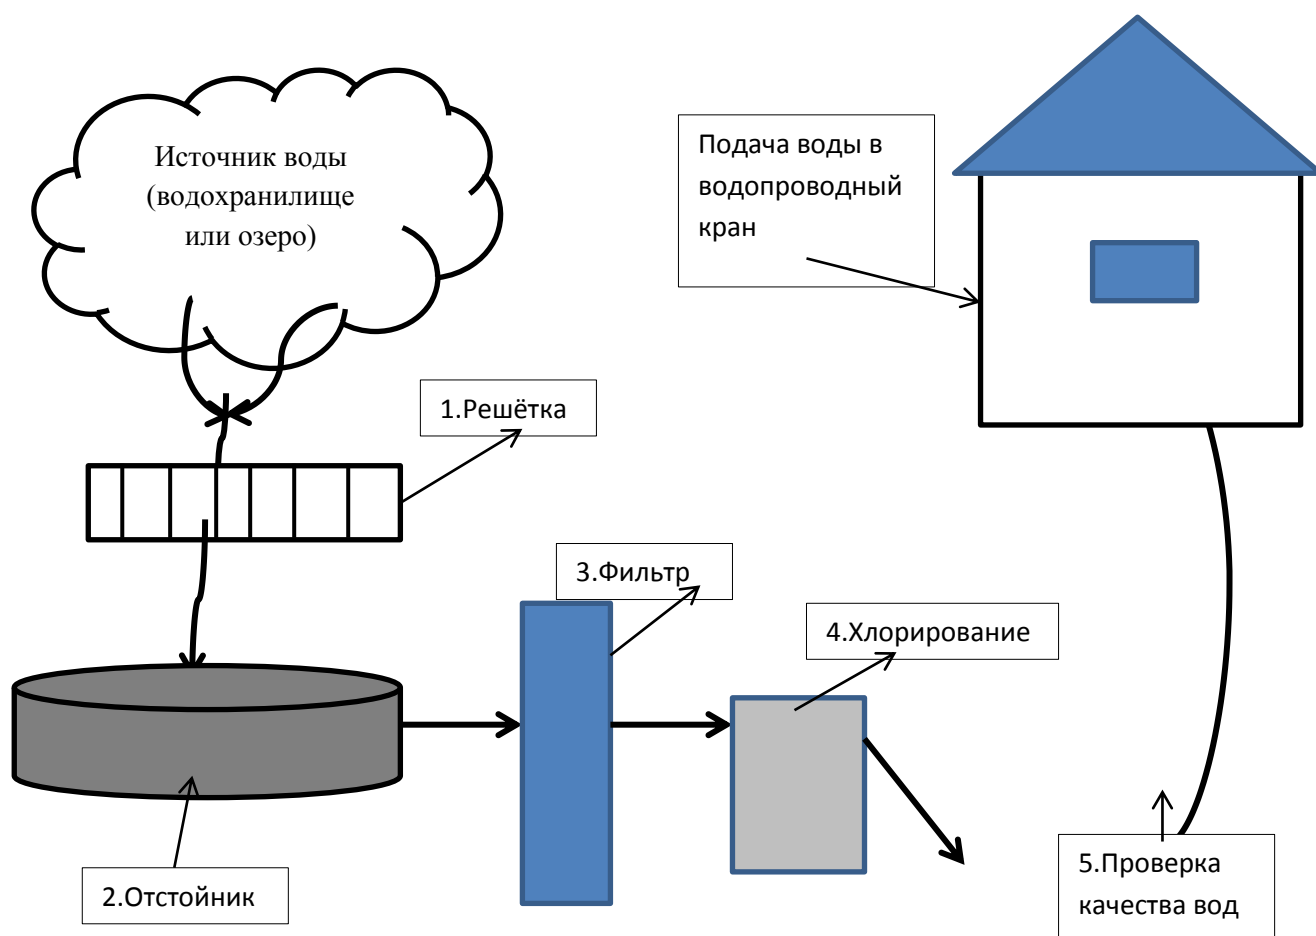 Источник воды
(водохранилище
или озеро)
Подача воды в
водопроводный
кран
1.Решётка
3.Фильтр
4.Хлорирование
2.Отстойник
5.Проверка
качества вод